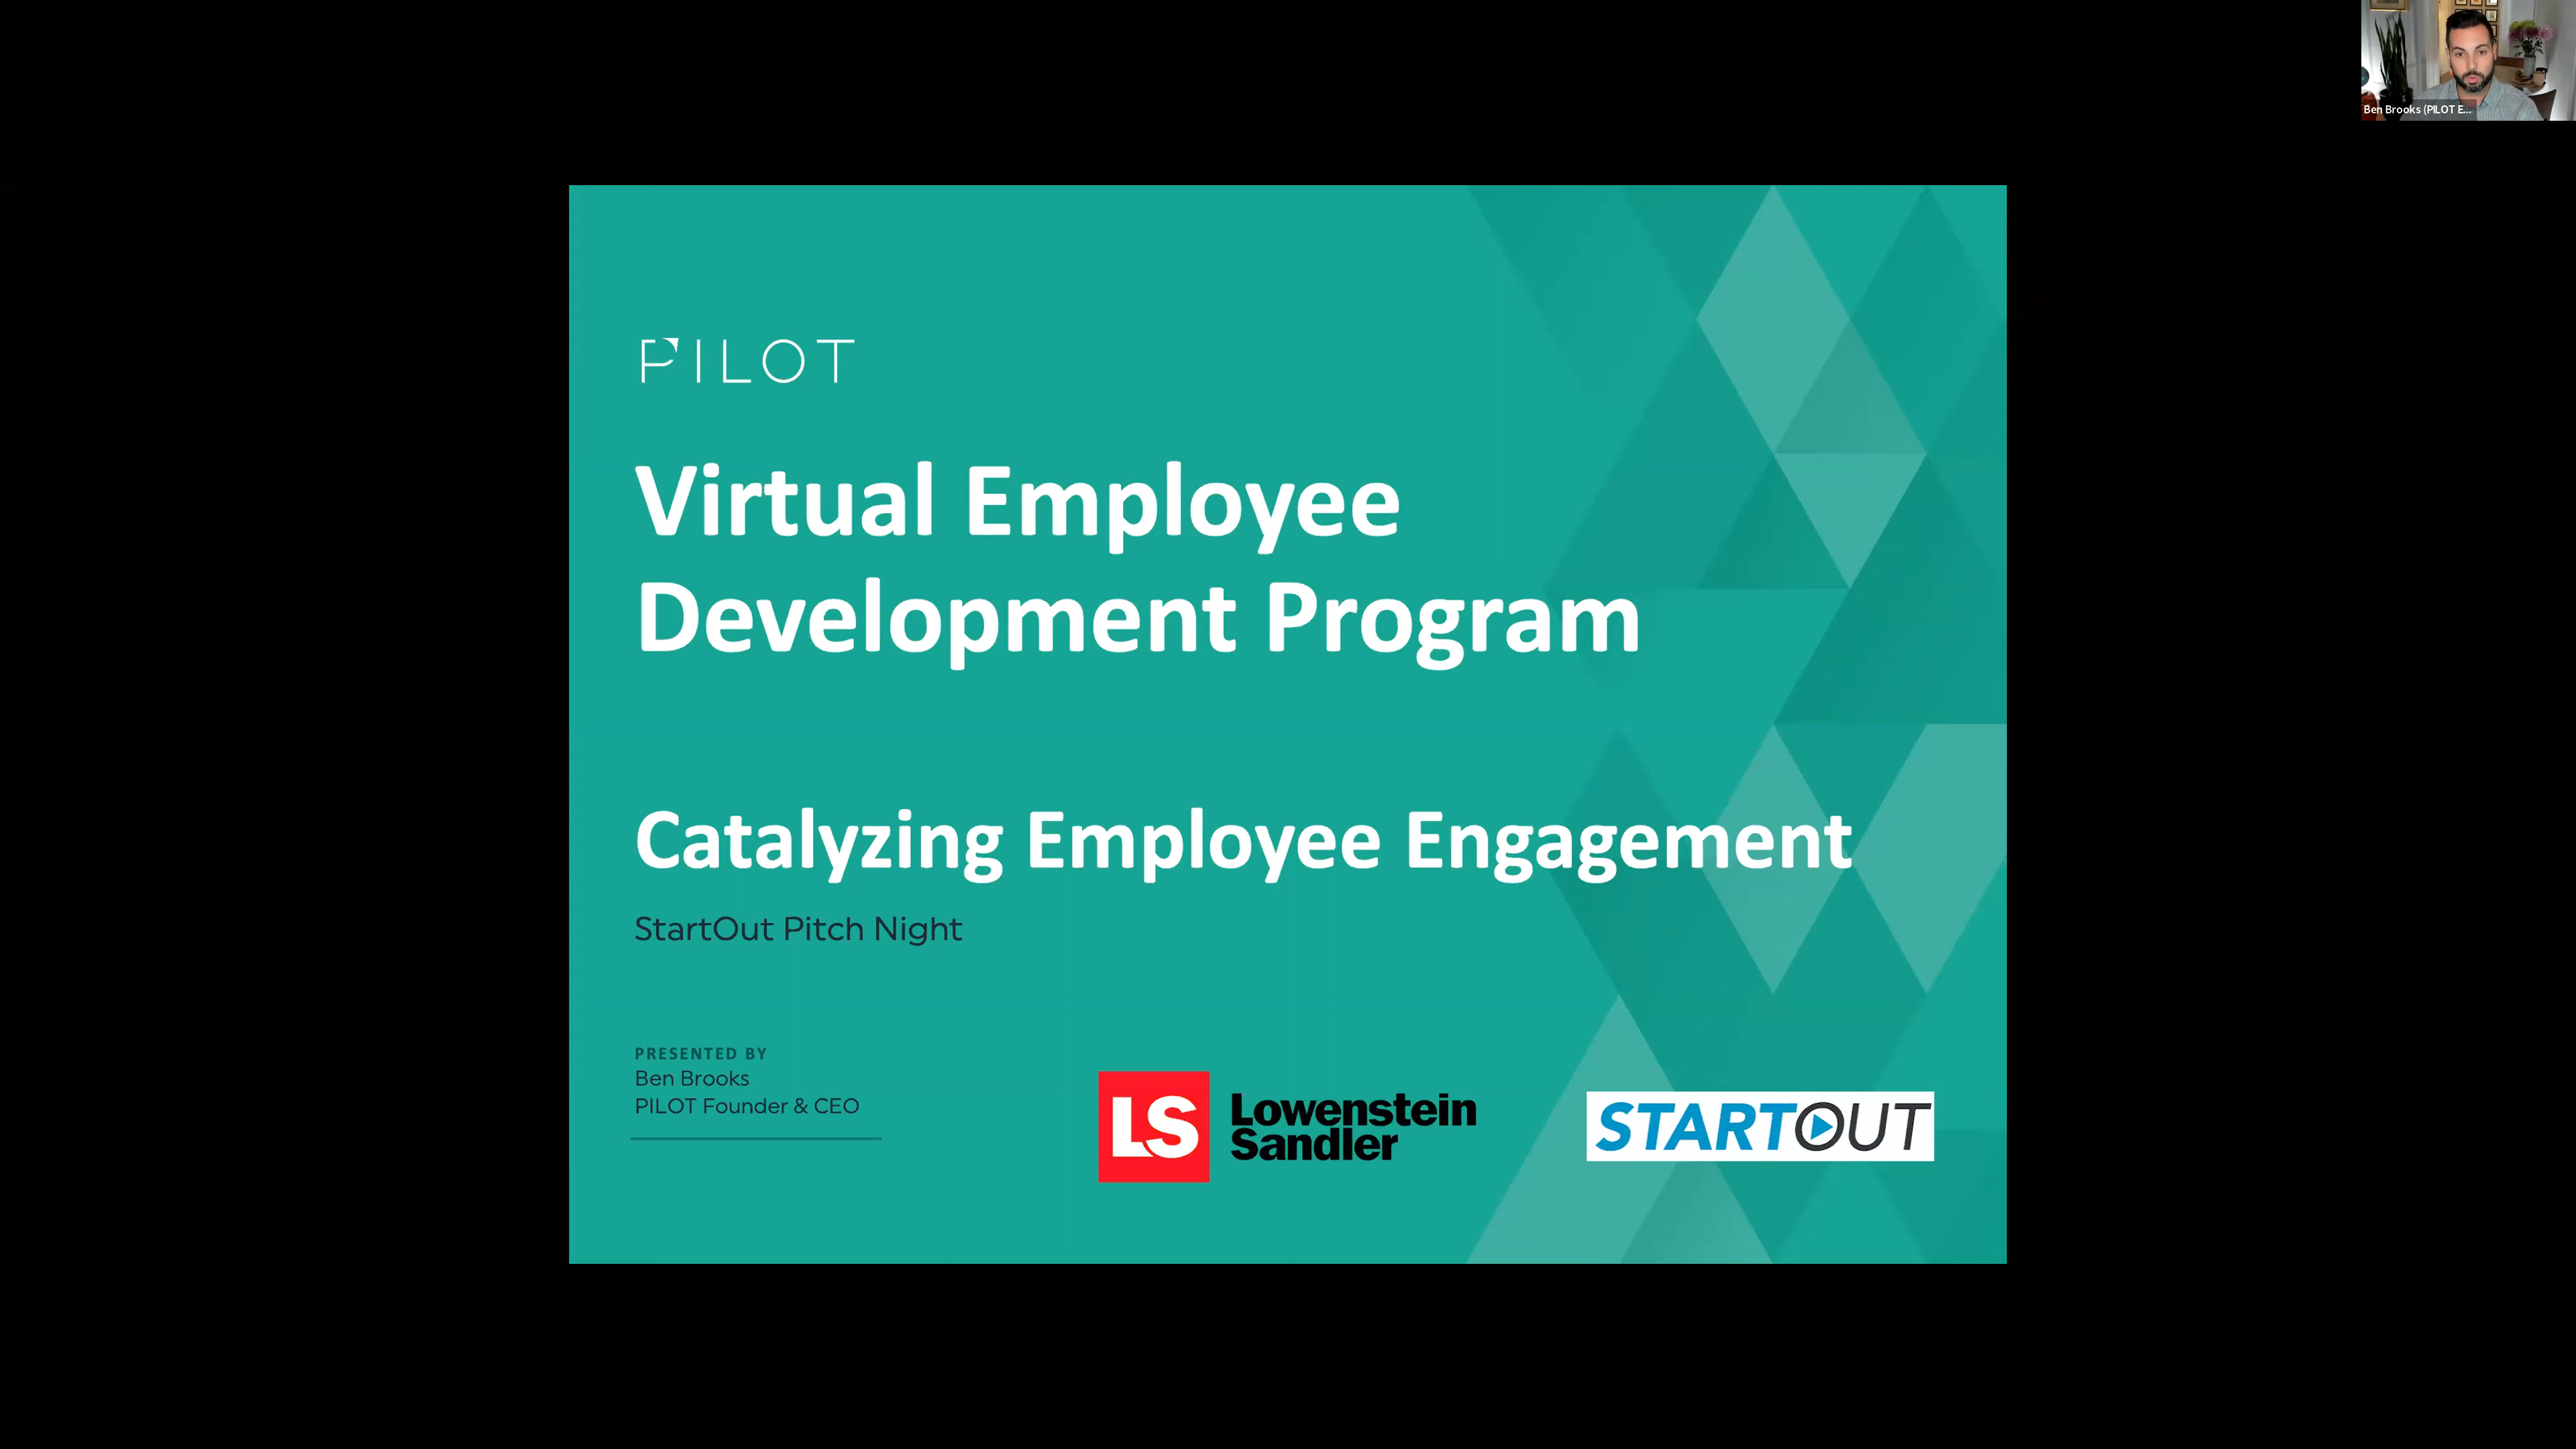 Ben Brooks (PILOT E...
PILOT
Virtual Employee
Development Program
Catalyzing Employee Engagement
StartOut Pitch Night
PRESENTED BY
Ben Brooks
PILOT Founder & CEO
LS
Lowenstein
Sandler
STARTOUT